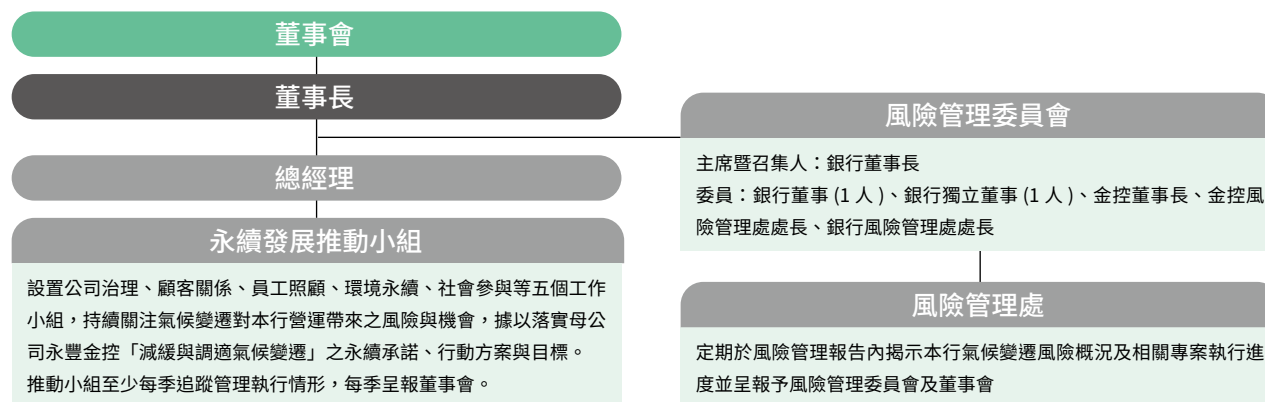 董事會
董事長
總經理
永續發展推動小組
設置公司治理、顧客關係、員工照顧、環境永續、社會參與等五個工作
小組，持續關注氣候變遷對本行營運帶來之風險與機會，據以落實母公
司永豐金控「減緩與調適氣候變遷」之永續承諾、行動方案與目標。
推動小組至少每季追蹤管理執行情形，每季呈報董事會。
風險管理委員會
主席暨召集人：銀行董事長
委員：銀行董事 (1 人 )、銀行獨立董事 (1 人 )、金控董事長、金控風
險管理處處長、銀行風險管理處處長
風險管理處
定期於風險管理報告內揭示本行氣候變遷風險概況及相關專案執行進
度並呈報予風險管理委員會及董事會